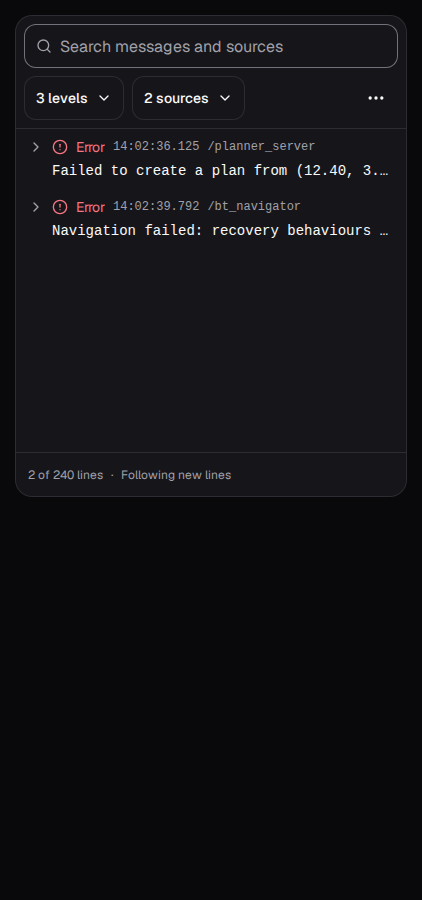 Search messages and sources
3 levels
2 sources
Error 14:02:36.125 /planner_server
Failed to create a plan from (12.40, 3.…
Error 14:02:39.792 /bt_navigator
Navigation failed: recovery behaviours …
2 of 240 lines · Following new lines